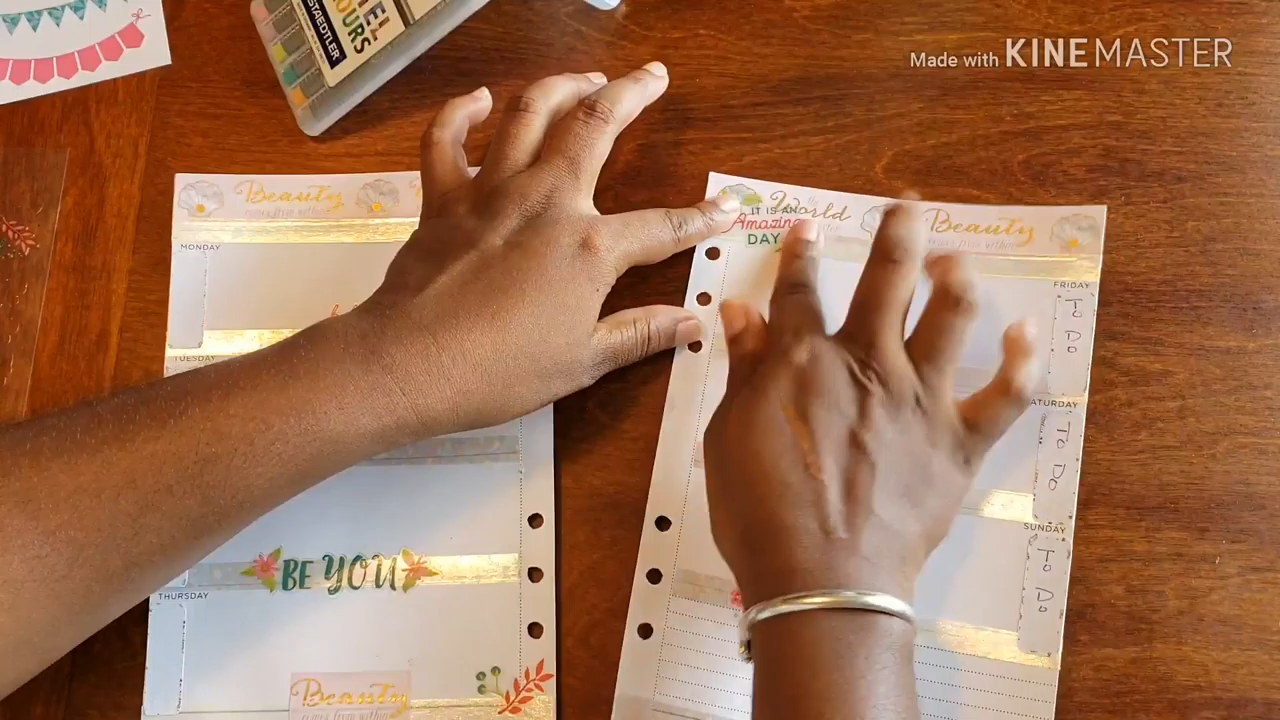 Made with KINEMASTER
STAEDTLER
Beauty
comes from within
MONDAY
TUESDAY
BE YOU
THURSDAY
Beauty
comes from within
World
IT IS AN
Amazing
DAY
Beauty
comes from within
FRIDAY
TO DO
SATURDAY
TO DO
SUNDAY
TO DO